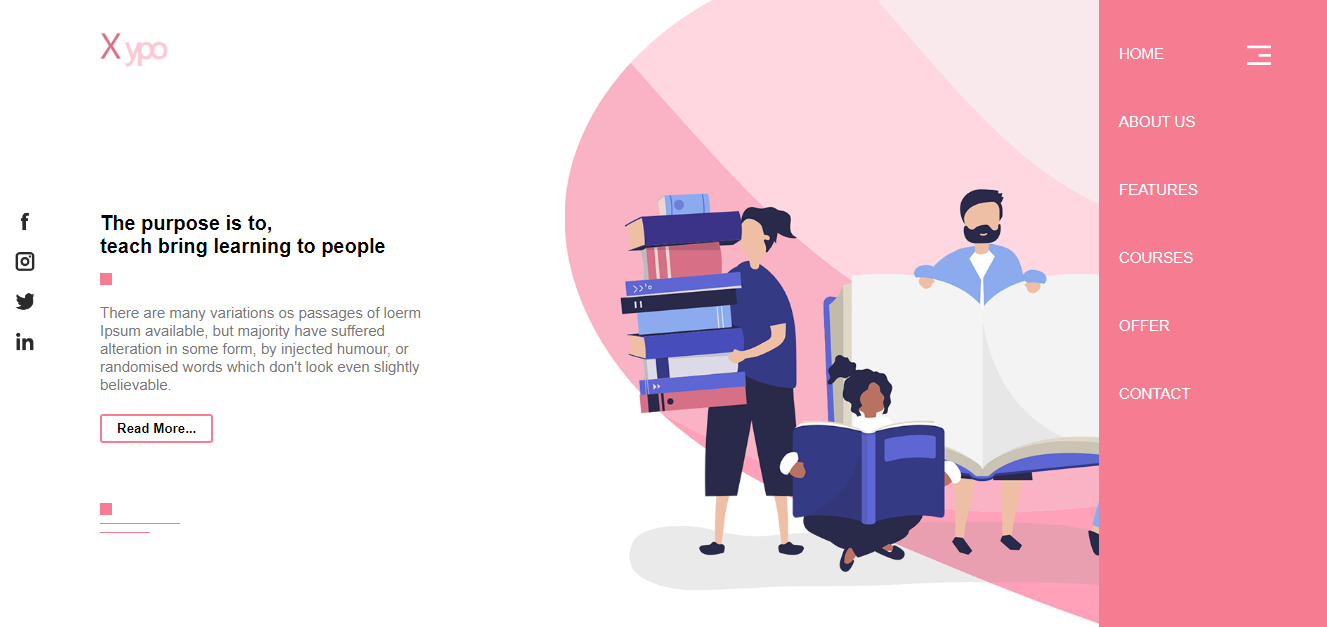 X ypo
HOME
ABOUT US
FEATURES
COURSES
OFFER
CONTACT
The purpose is to,
teach bring learning to people
There are many variations os passages of loerm
Ipsum available, but majority have suffered
alteration in some form, by injected humour, or
randomised words which don't look even slightly
believable.
Read More...